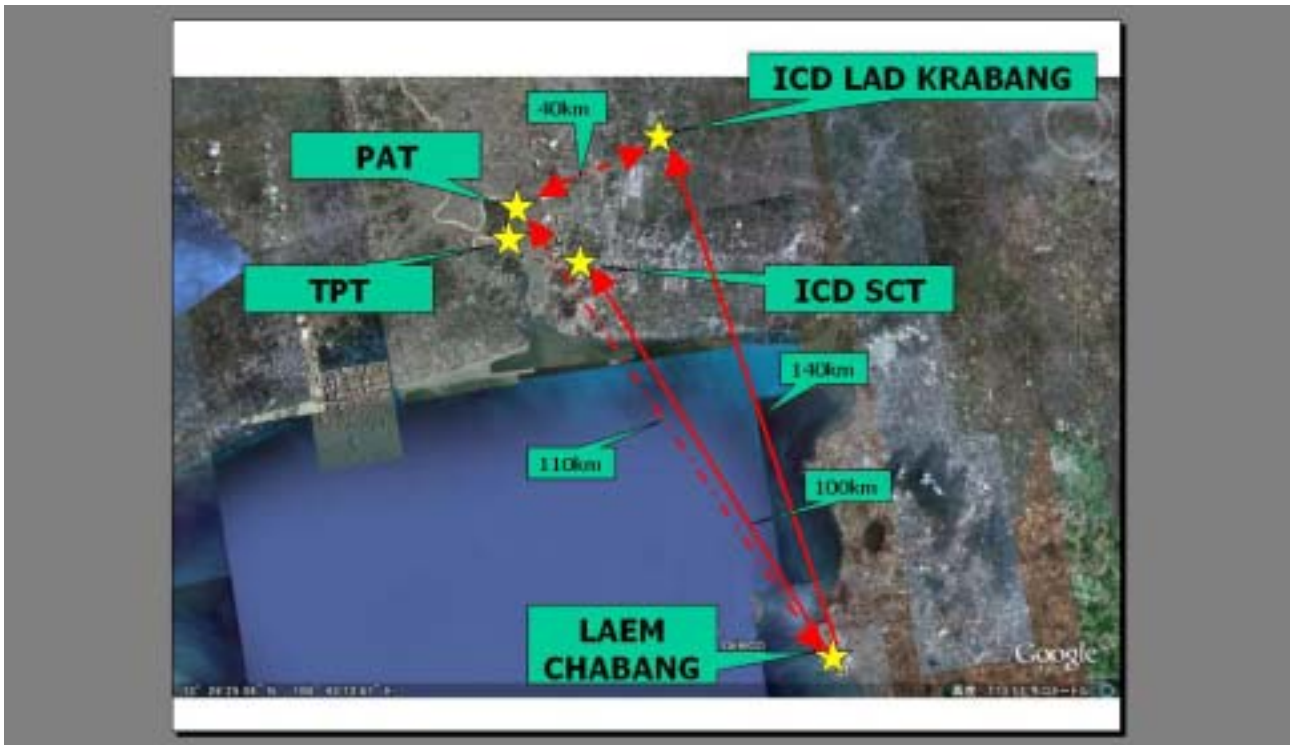 ICD LAD KRABANG
40km
PAT
TPT
ICD SCT
140km
110km
100km
LAEM
CHABANG
Google